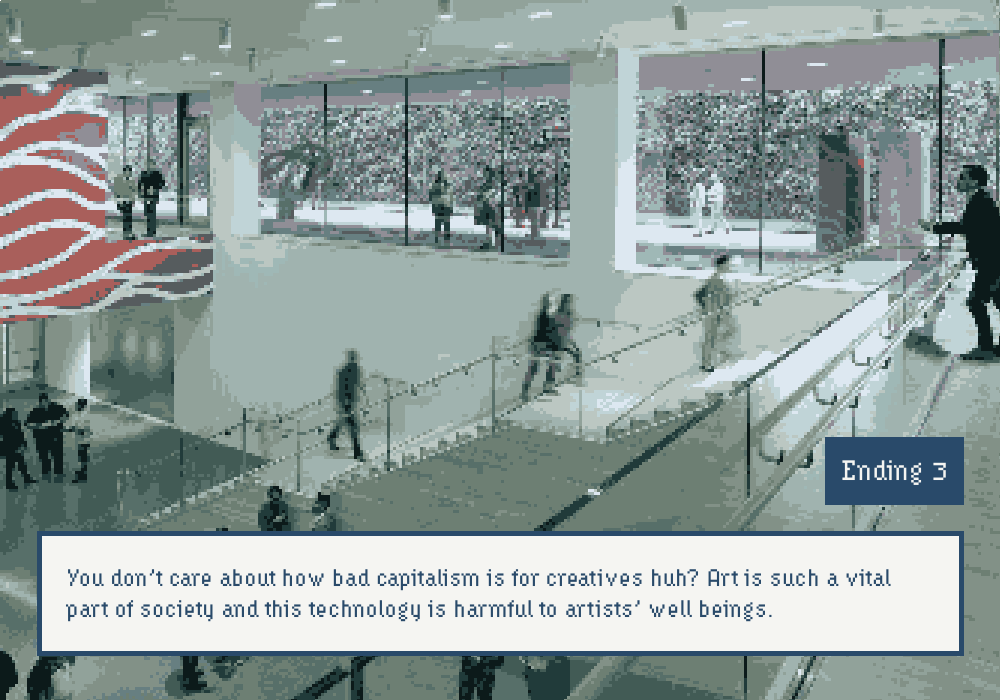 Ending 3
You don't care about how bad capitalism is for creatives huh? Art is such a vital
part of society and this technology is harmful to artists' well beings.